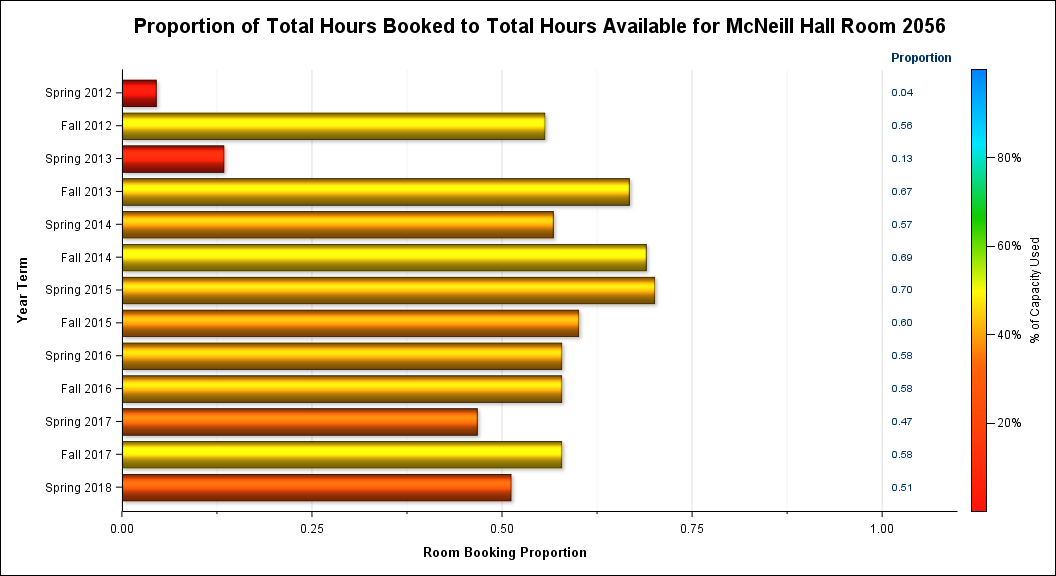 Proportion of Total Hours Booked to Total Hours Available for McNeill Hall Room 2056
Proportion
Spring 2012 0.04
Fall 2012 0.56
Spring 2013 0.13
Fall 2013 0.67
Spring 2014 0.57
Fall 2014 0.69
Spring 2015 0.70
Fall 2015 0.60
Spring 2016 0.58
Fall 2016 0.58
Spring 2017 0.47
Fall 2017 0.58
Spring 2018 0.51
Year Term
0.00 0.25 0.50 0.75 1.00
Room Booking Proportion
80%
60%
40%
20%
% of Capacity Used